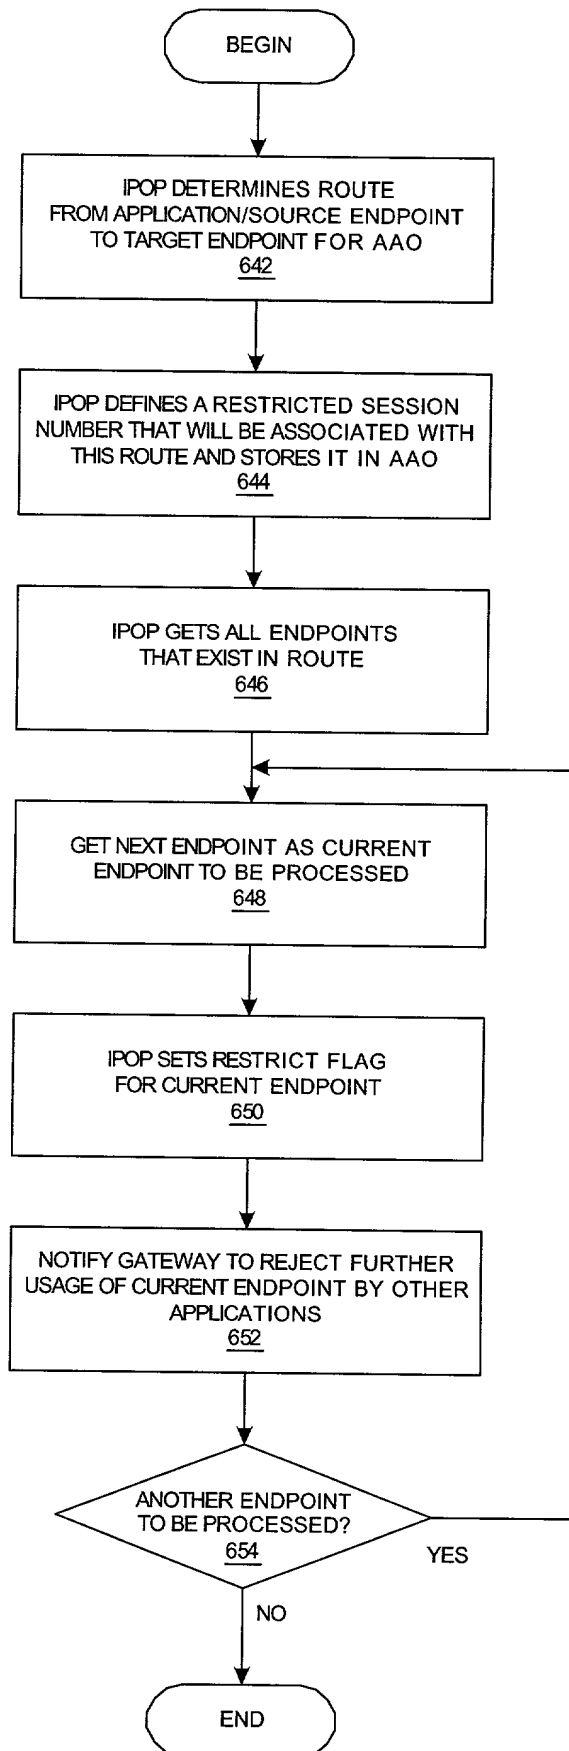 BEGIN
IPOP DETERMINES ROUTE
FROM APPLICATION/SOURCE ENDPOINT
TO TARGET ENDPOINT FOR AAO
642
IPOP DEFINES A RESTRICTED SESSION
NUMBER THAT WILL BE ASSOCIATED WITH
THIS ROUTE AND STORES IT IN AAO
644
IPOP GETS ALL ENDPOINTS
THAT EXIST IN ROUTE
646
GET NEXT ENDPOINT AS CURRENT
ENDPOINT TO BE PROCESSED
648
IPOP SETS RESTRICT FLAG
FOR CURRENT ENDPOINT
650
NOTIFY GATEWAY TO REJECT FURTHER
USAGE OF CURRENT ENDPOINT BY OTHER
APPLICATIONS
652
ANOTHER ENDPOINT
TO BE PROCESSED?
654
YES
NO
END